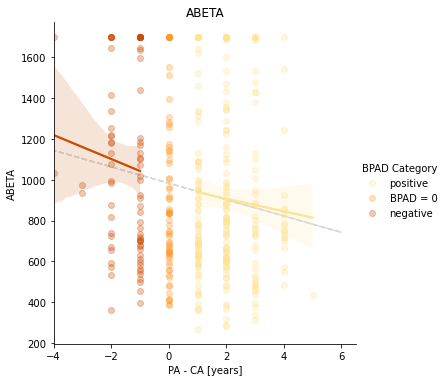 ABETA
1600
1400
1200
1000
800
600
400
200
ABETA
−4
−2
0
2
4
6
PA - CA [years]
BPAD Category
positive
BPAD = 0
negative